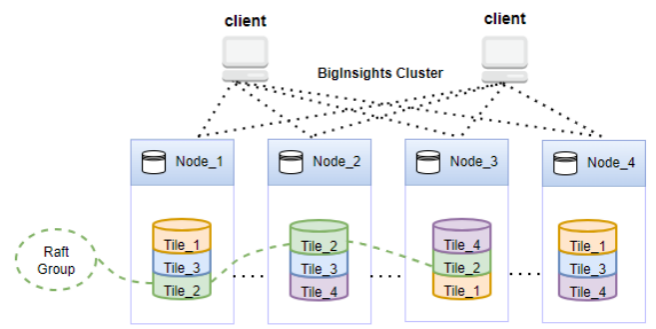 client
client
BigInsights Cluster
Node_1
Node_2
Node_3
Node_4
Raft
Group
Tile_1
Tile_3
Tile_2
Tile_2
Tile_3
Tile_4
Tile_4
Tile_2
Tile_1
Tile_1
Tile_3
Tile_4